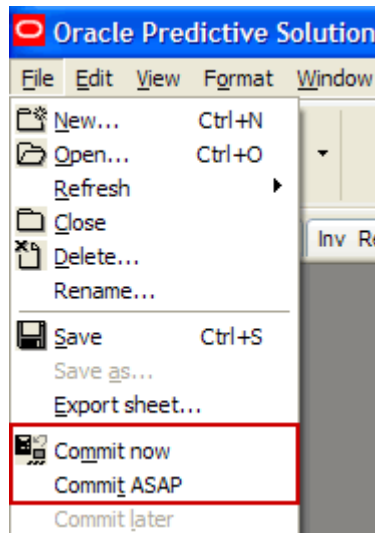 Oracle Predictive Solution
File Edit View Format Window
New... Ctrl+N
Open... Ctrl+O
Refresh
Close
Inv
Delete...
Rename...
Save Ctrl+S
Save as...
Export sheet...
Commit now
Commit ASAP
Commit later